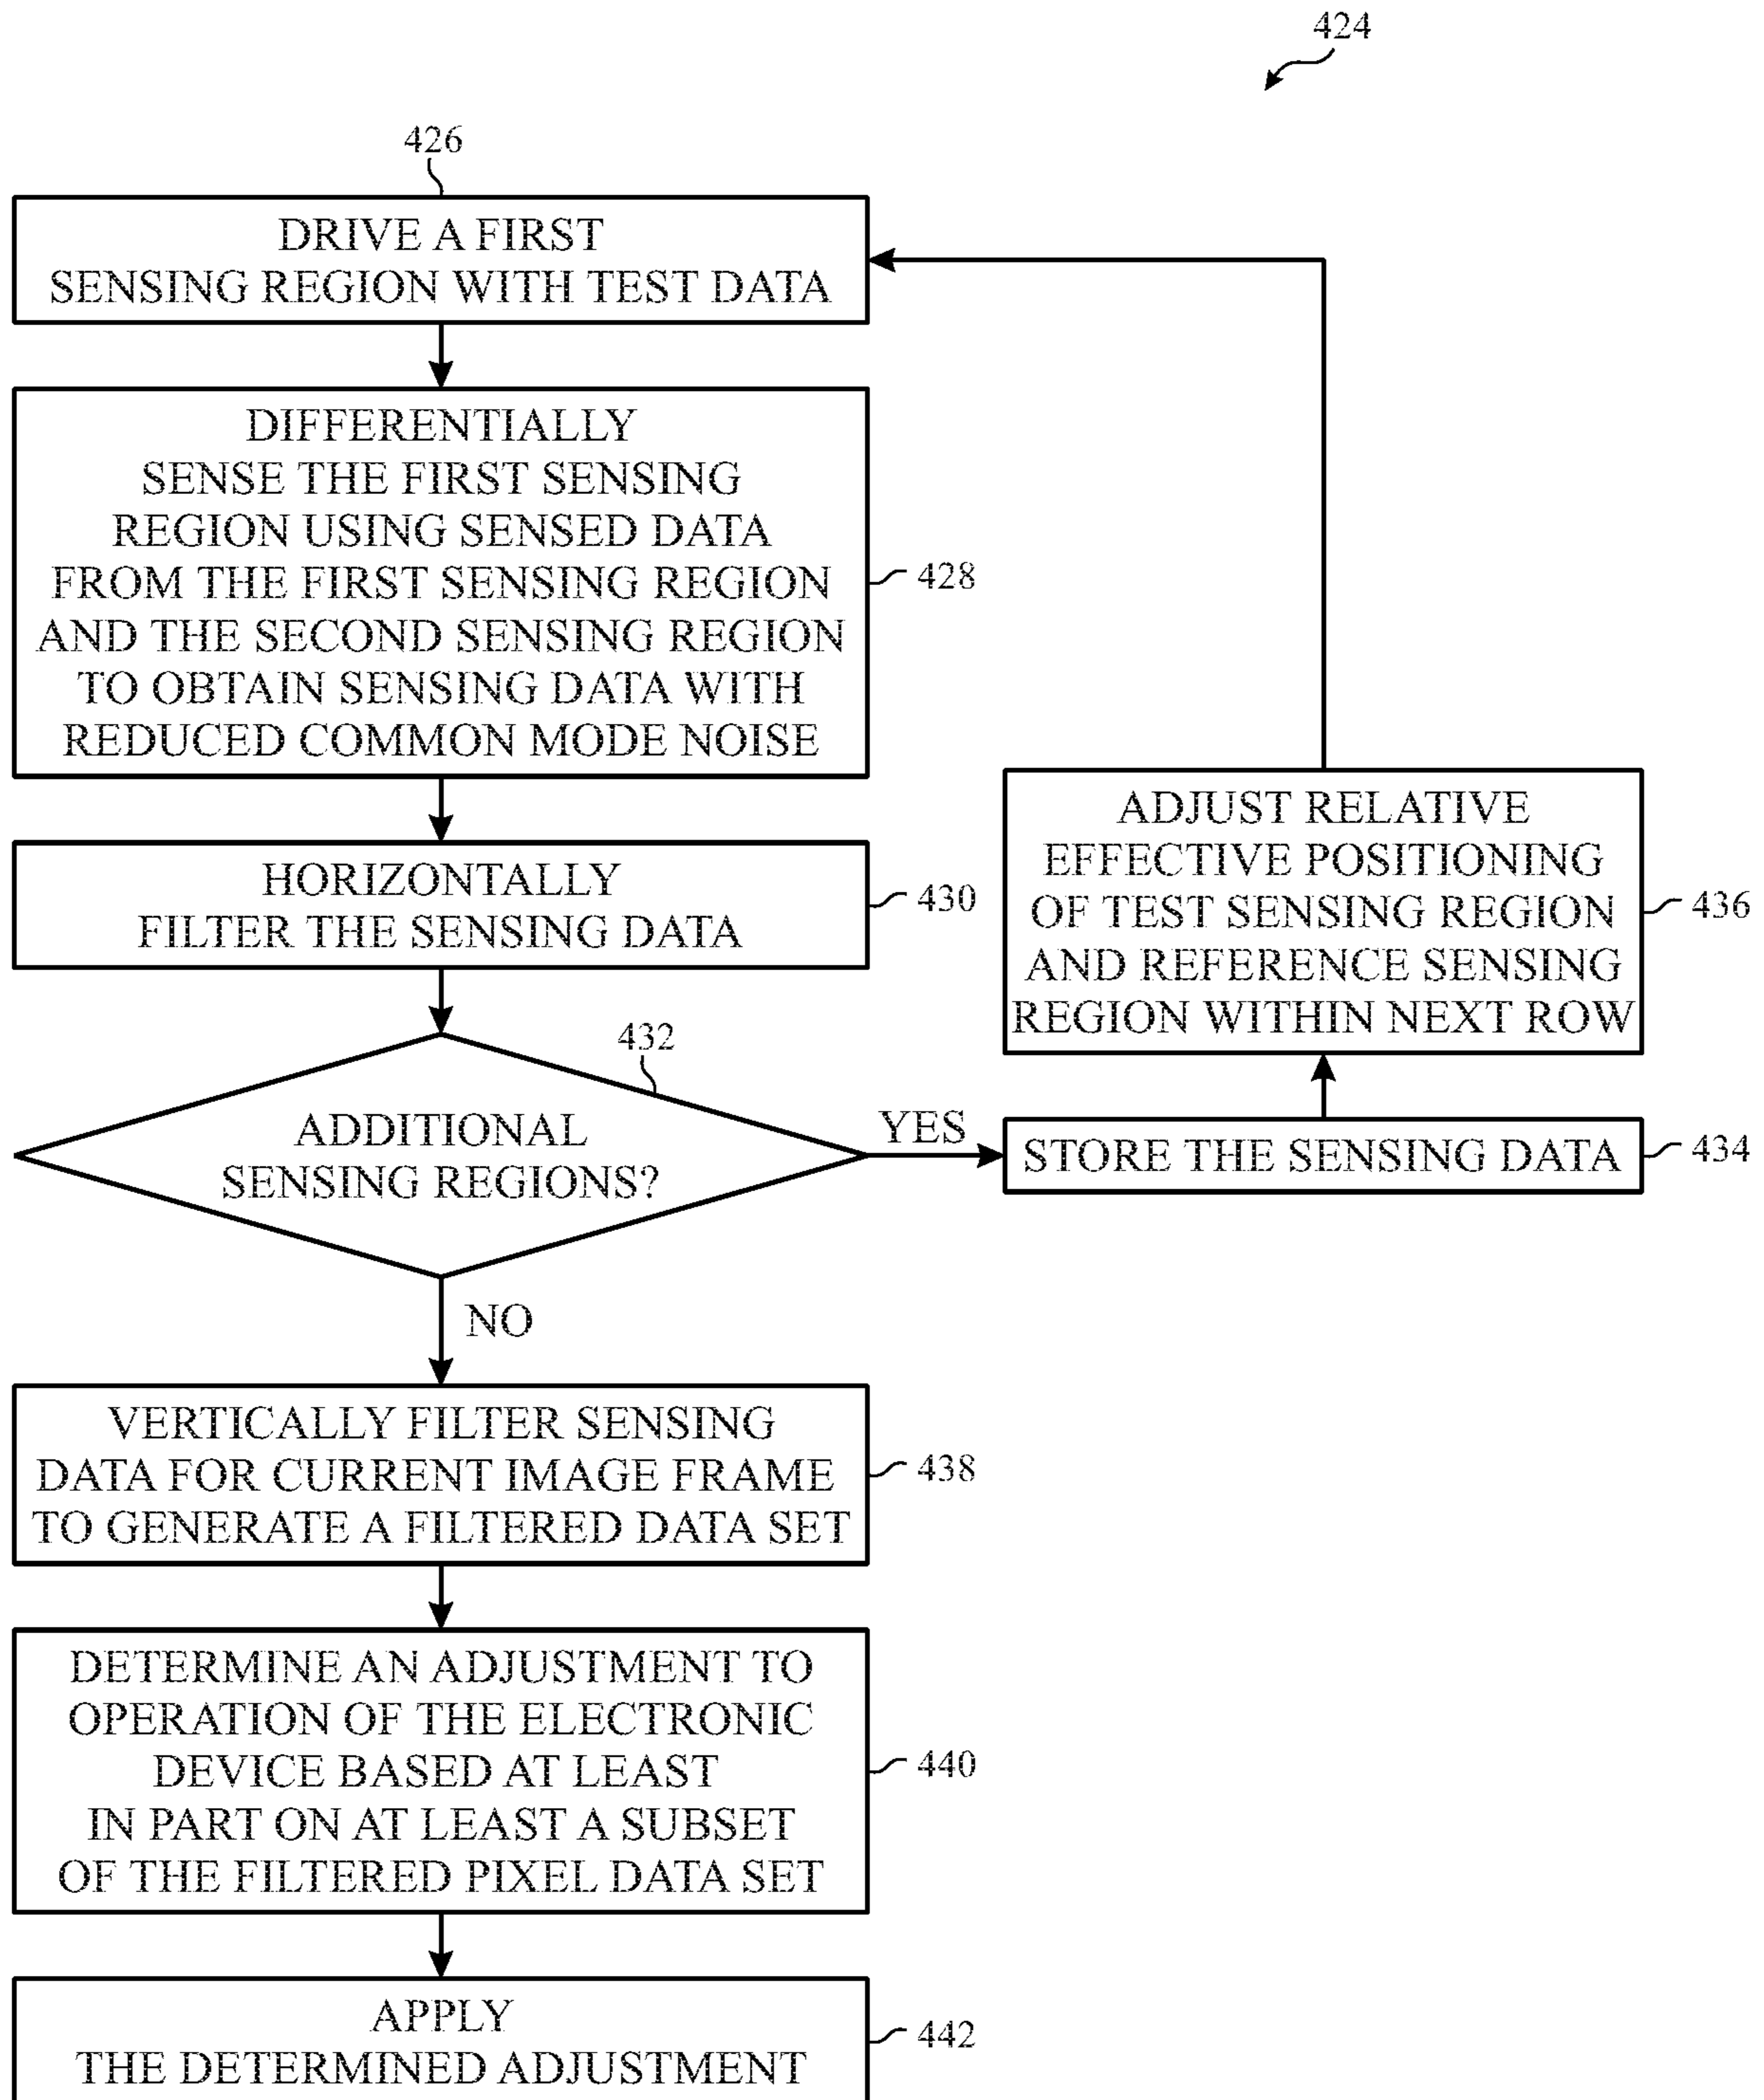 424
426
DRIVE A FIRST
SENSING REGION WITH TEST DATA
DIFFERENTIALLY
SENSE THE FIRST SENSING
REGION USING SENSED DATA
FROM THE FIRST SENSING REGION
AND THE SECOND SENSING REGION
TO OBTAIN SENSING DATA WITH
REDUCED COMMON MODE NOISE
428
HORIZONTALLY
FILTER THE SENSING DATA
430
432
ADDITIONAL
SENSING REGIONS?
YES
STORE THE SENSING DATA
434
ADJUST RELATIVE
EFFECTIVE POSITIONING
OF TEST SENSING REGION
AND REFERENCE SENSING
REGION WITHIN NEXT ROW
436
NO
VERTICALLY FILTER SENSING
DATA FOR CURRENT IMAGE FRAME
TO GENERATE A FILTERED DATA SET
438
DETERMINE AN ADJUSTMENT TO
OPERATION OF THE ELECTRONIC
DEVICE BASED AT LEAST
IN PART ON AT LEAST A SUBSET
OF THE FILTERED PIXEL DATA SET
440
APPLY
THE DETERMINED ADJUSTMENT
442